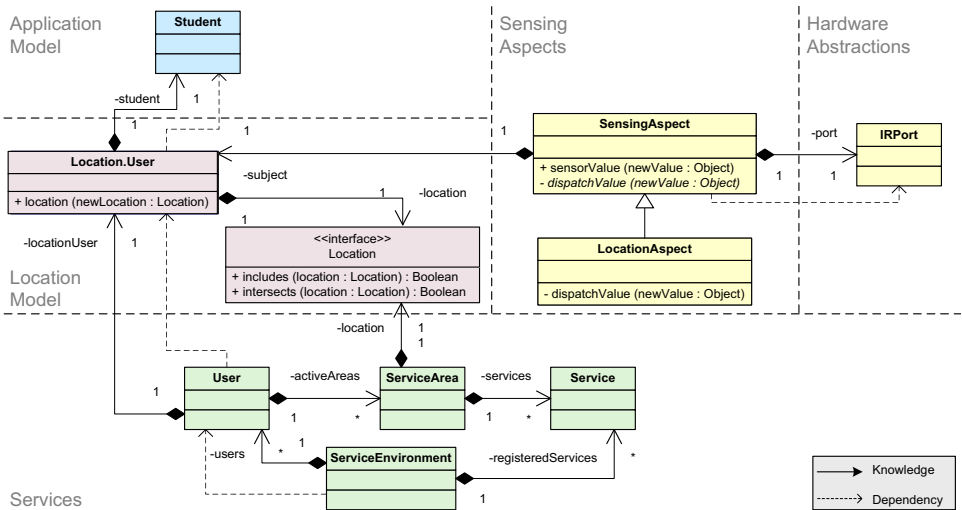 Application
Model
Student
Sensing
Aspects
Hardware
Abstractions
-student
1
1
1
1
SensingAspect
+ sensorValue (newValue : Object)
- dispatchValue (newValue : Object)
-port
1
1
IRPort
Location.User
+ location (newLocation : Location)
-subject
1
-location
1
-locationUser
1
<<interface>>
Location
+ includes (location : Location) : Boolean
+ intersects (location : Location) : Boolean
LocationAspect
- dispatchValue (newValue : Object)
Location
Model
-location
1
1
User
-activeAreas
ServiceArea
-services
Service
1
1
*
1
*
-users
*
1
ServiceEnvironment
-registeredServices
*
1
Knowledge
Dependency
Services